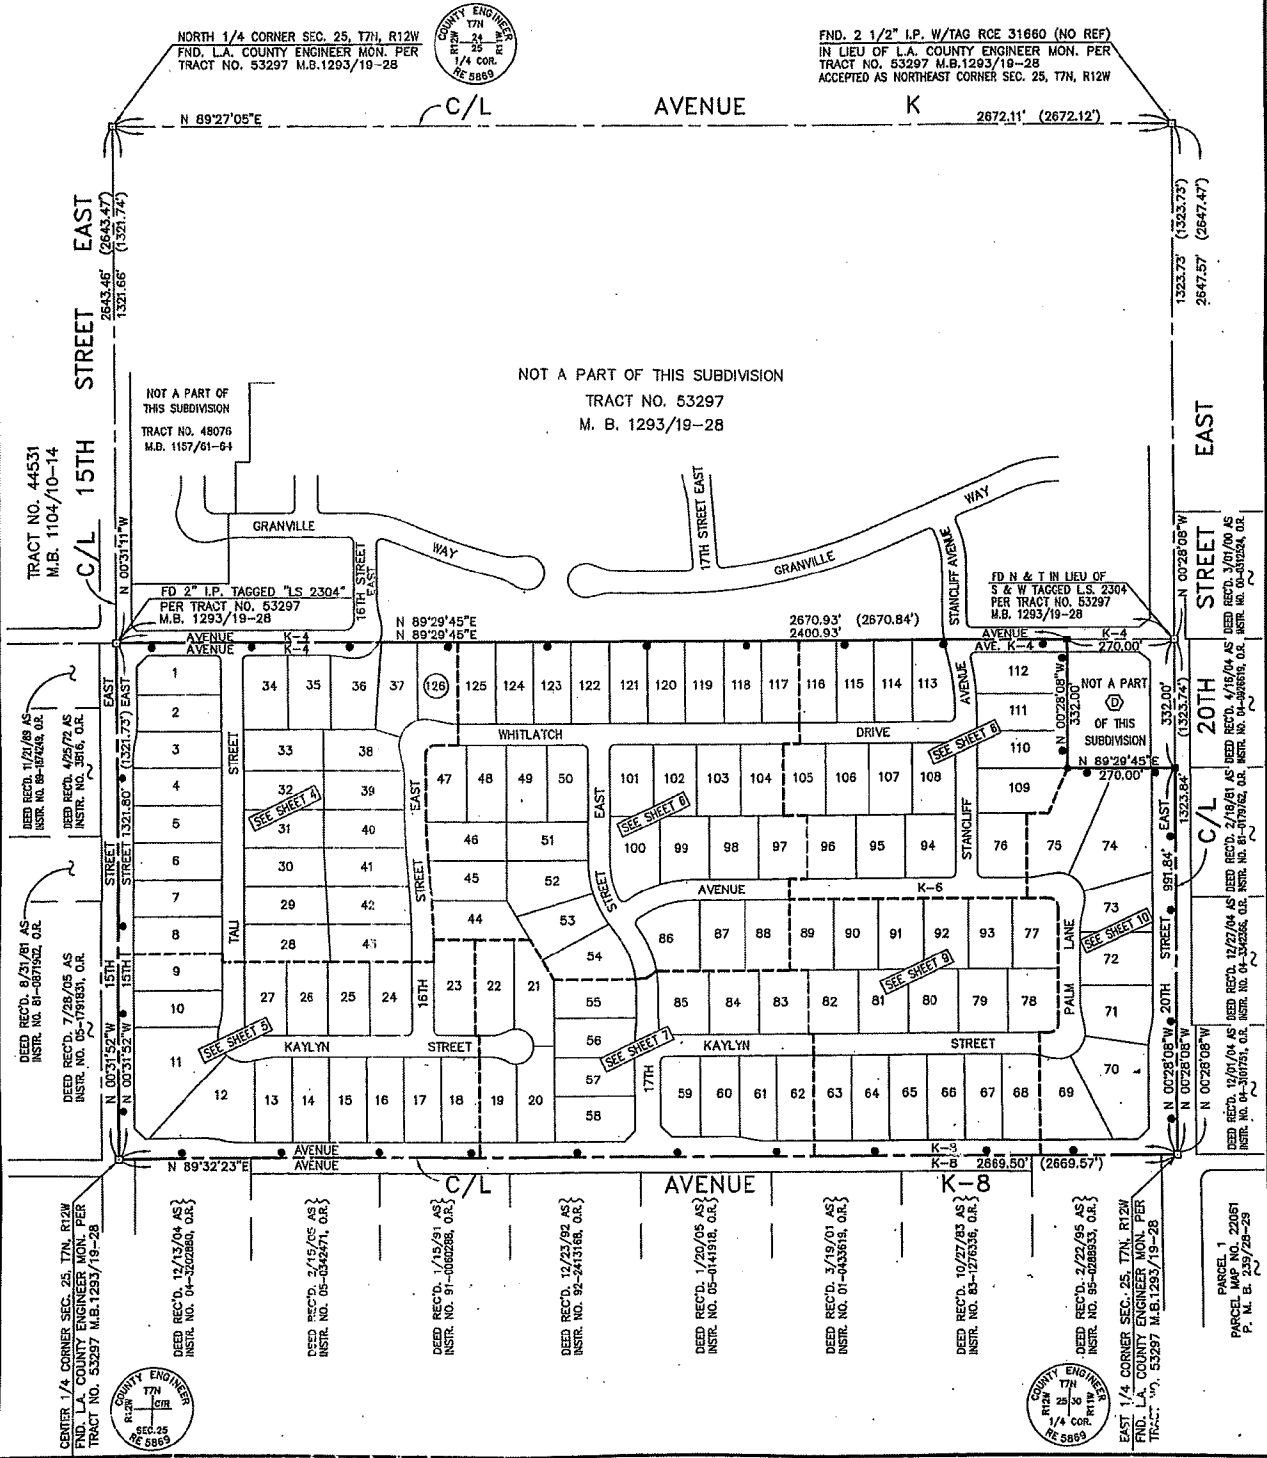 NORTH 1/4 CORNER SEC. 25, T7N, R12W
FND. L.A. COUNTY ENGINEER MON. PER
TRACT NO. 53297 M.B.1293/19-28
COUNTY ENGINEER
T7N
R12W 24 R11W
25
1/4 COR.
RE 5869
FND. 2 1/2" I.P. W/TAG RCE 31660 (NO REF)
IN LIEU OF L.A. COUNTY ENGINEER MON. PER
TRACT NO. 53297 M.B.1293/19-28
ACCEPTED AS NORTHEAST CORNER SEC. 25, T7N, R12W
N 89°27'05"E
C/L AVENUE K
2672.11' (2672.12')
C/L 15TH STREET EAST
2643.46' (2643.47')
1321.66' (1321.74')
1323.73' (1323.73')
2647.57' (2647.47')
NOT A PART OF THIS SUBDIVISION
TRACT NO. 53297
M. B. 1293/19-28
NOT A PART OF
THIS SUBDIVISION
TRACT NO. 48076
M.B. 1157/61-64
TRACT NO. 44531
M.B. 1104/10-14
N 00°31'11"W
GRANVILLE WAY
16TH STREET EAST
17TH STREET EAST
GRANVILLE WAY
STANCLIFF AVENUE
C/L 20TH STREET EAST
N 00°28'08"W
DEED REC'D. 3/01/00 AS
FD 2" I.P. TAGGED "LS 2304"
PER TRACT NO. 53297
M.B. 1293/19-28
FD N & T IN LIEU OF
S & W TAGGED L.S. 2304
PER TRACT NO. 53297
M.B. 1293/19-28
AVENUE K-4
AVENUE K-4
N 89°29'45"E
N 89°29'45"E
2670.93' (2670.84')
2400.93'
AVENUE K-4
AVE. K-4 270.00'
1
34 35 36 37 126 125 124 123 122 121 120 119 118 117 116 115 114 113
112
NOT A PART
D
OF THIS
SUBDIVISION
N 00°28'08"W
332.00'
332.00'
(1323.74')
2
111
WHITLATCH DRIVE
AVENUE
SEE SHEET 8
3
33 38
110
N 89°29'45"E
270.00'
TALI STREET
4
32 39
47 48 49 50
101 102 103 104 105 106 107 108
109
SEE SHEET 4
SEE SHEET 6
5
31 40
16TH STREET EAST
46 51
17TH STREET EAST
100 99 98 97 96 95 94
STANCLIFF
76 75 74
6
30 41
45 52
7
29 42
44 53
AVENUE K-6
73
SEE SHEET 10
8
28 43
54
86 87 88 89 90 91 92 93 77
PALM LANE
72
SEE SHEET 9
9
27 26 25 24
23 22 21
55
85 84 83 82 81 80 79 78
71
10
56
11
SEE SHEET 5
KAYLYN STREET
SEE SHEET 7
KAYLYN STREET
70
57
12 13 14 15 16 17 18 19 20
58
59 60 61 62 63 64 65 66 67 68 69
15TH STREET EAST
15TH STREET EAST
1321.80' (1321.73')
N 00°31'52"W
N 00°31'52"W
20TH STREET EAST
991.84'
1323.84'
N 00°28'08"W
N 00°28'08"W
N 00°28'08"W
DEED REC'D. 11/21/89 AS
DEED REC'D. 4/25/72 AS
INSTR. NO. 3816, O.R.
DEED REC'D. 8/31/81 AS
DEED REC'D. 7/28/05 AS
INSTR. NO. 05-1791831, O.R.
DEED REC'D. 4/16/04 AS
DEED REC'D. 2/18/81 AS
DEED REC'D. 12/27/04 AS
DEED REC'D. 12/01/04 AS
INSTR. NO. 04-3101751, O.R.
N 89°32'23"E
AVENUE K-8
AVENUE K-8
2669.50' (2669.57')
C/L AVENUE K-8
DEED REC'D. 12/13/04 AS
INSTR. NO. 04-3202880, O.R.
DEED REC'D. 2/15/05 AS
INSTR. NO. 05-0342471, O.R.
DEED REC'D. 1/15/91 AS
DEED REC'D. 12/23/92 AS
INSTR. NO. 92-2413168, O.R.
DEED REC'D. 1/20/05 AS
INSTR. NO. 05-0141918, O.R.
DEED REC'D. 3/19/01 AS
INSTR. NO. 01-0433619, O.R.
DEED REC'D. 10/27/83 AS
INSTR. NO. 83-1276336, O.R.
DEED REC'D. 2/22/95 AS
INSTR. NO. 95-0288933, O.R.
CENTER 1/4 CORNER SEC. 25, T7N, R12W
FND. L.A. COUNTY ENGINEER MON. PER
TRACT NO. 53297 M.B.1293/19-28
COUNTY ENGINEER
T7N
R12W C1/4
SEC.25
RE 5869
EAST 1/4 CORNER SEC. 25, T7N, R12W
FND. L.A. COUNTY ENGINEER MON. PER
TRACT NO. 53297 M.B.1293/19-28
COUNTY ENGINEER
T7N
R12W 25 30 R11W
1/4 COR.
RE 5869
PARCEL 1
PARCEL MAP NO. 22061
P. M. B. 239/28-29